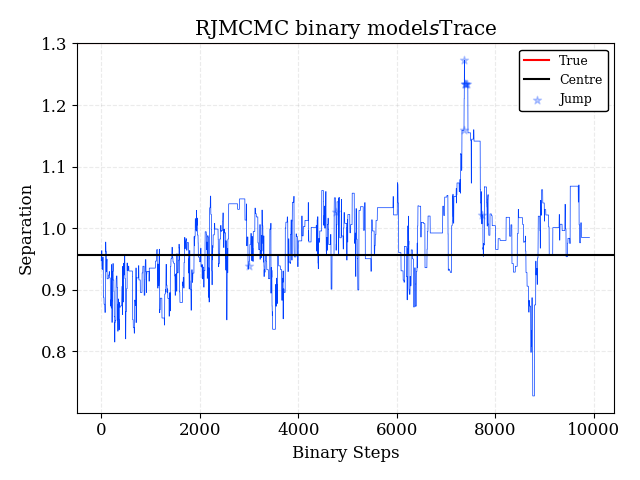 RJMCMC binary modelsTrace
1.3
1.2
1.1
1.0
0.9
0.8
Separation
0
2000
4000
6000
8000
10000
Binary Steps
True
Centre
Jump